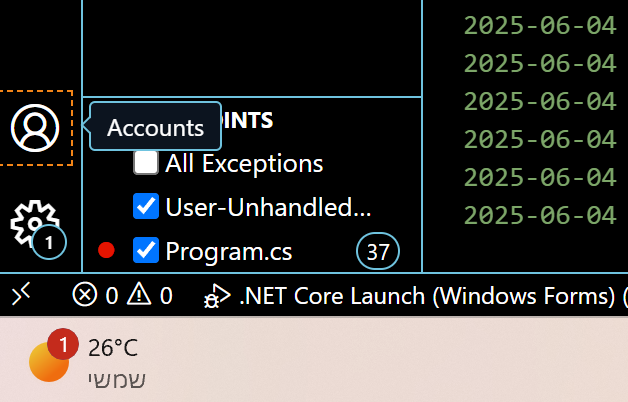 2025-06-04
2025-06-04
2025-06-04
2025-06-04
2025-06-04
2025-06-04
Accounts
All Exceptions
User-Unhandled...
Program.cs 37
1
0 0 .NET Core Launch (Windows Forms) (
1 26°C
שמשי